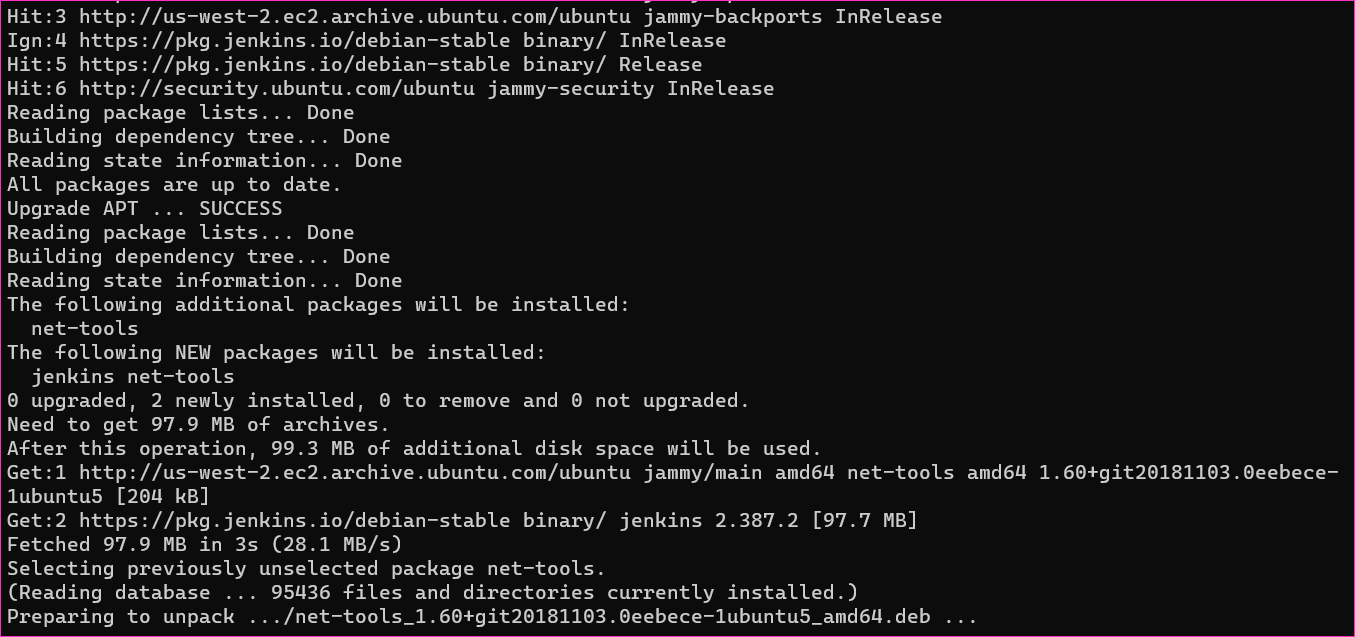 Hit:3 http://us-west-2.ec2.archive.ubuntu.com/ubuntu jammy-backports InRelease
Ign:4 https://pkg.jenkins.io/debian-stable binary/ InRelease
Hit:5 https://pkg.jenkins.io/debian-stable binary/ Release
Hit:6 http://security.ubuntu.com/ubuntu jammy-security InRelease
Reading package lists... Done
Building dependency tree... Done
Reading state information... Done
All packages are up to date.
Upgrade APT ... SUCCESS
Reading package lists... Done
Building dependency tree... Done
Reading state information... Done
The following additional packages will be installed:
  net-tools
The following NEW packages will be installed:
  jenkins net-tools
0 upgraded, 2 newly installed, 0 to remove and 0 not upgraded.
Need to get 97.9 MB of archives.
After this operation, 99.3 MB of additional disk space will be used.
Get:1 http://us-west-2.ec2.archive.ubuntu.com/ubuntu jammy/main amd64 net-tools amd64 1.60+git20181103.0eebece-
1ubuntu5 [204 kB]
Get:2 https://pkg.jenkins.io/debian-stable binary/ jenkins 2.387.2 [97.7 MB]
Fetched 97.9 MB in 3s (28.1 MB/s)
Selecting previously unselected package net-tools.
(Reading database ... 95436 files and directories currently installed.)
Preparing to unpack .../net-tools_1.60+git20181103.0eebece-1ubuntu5_amd64.deb ...